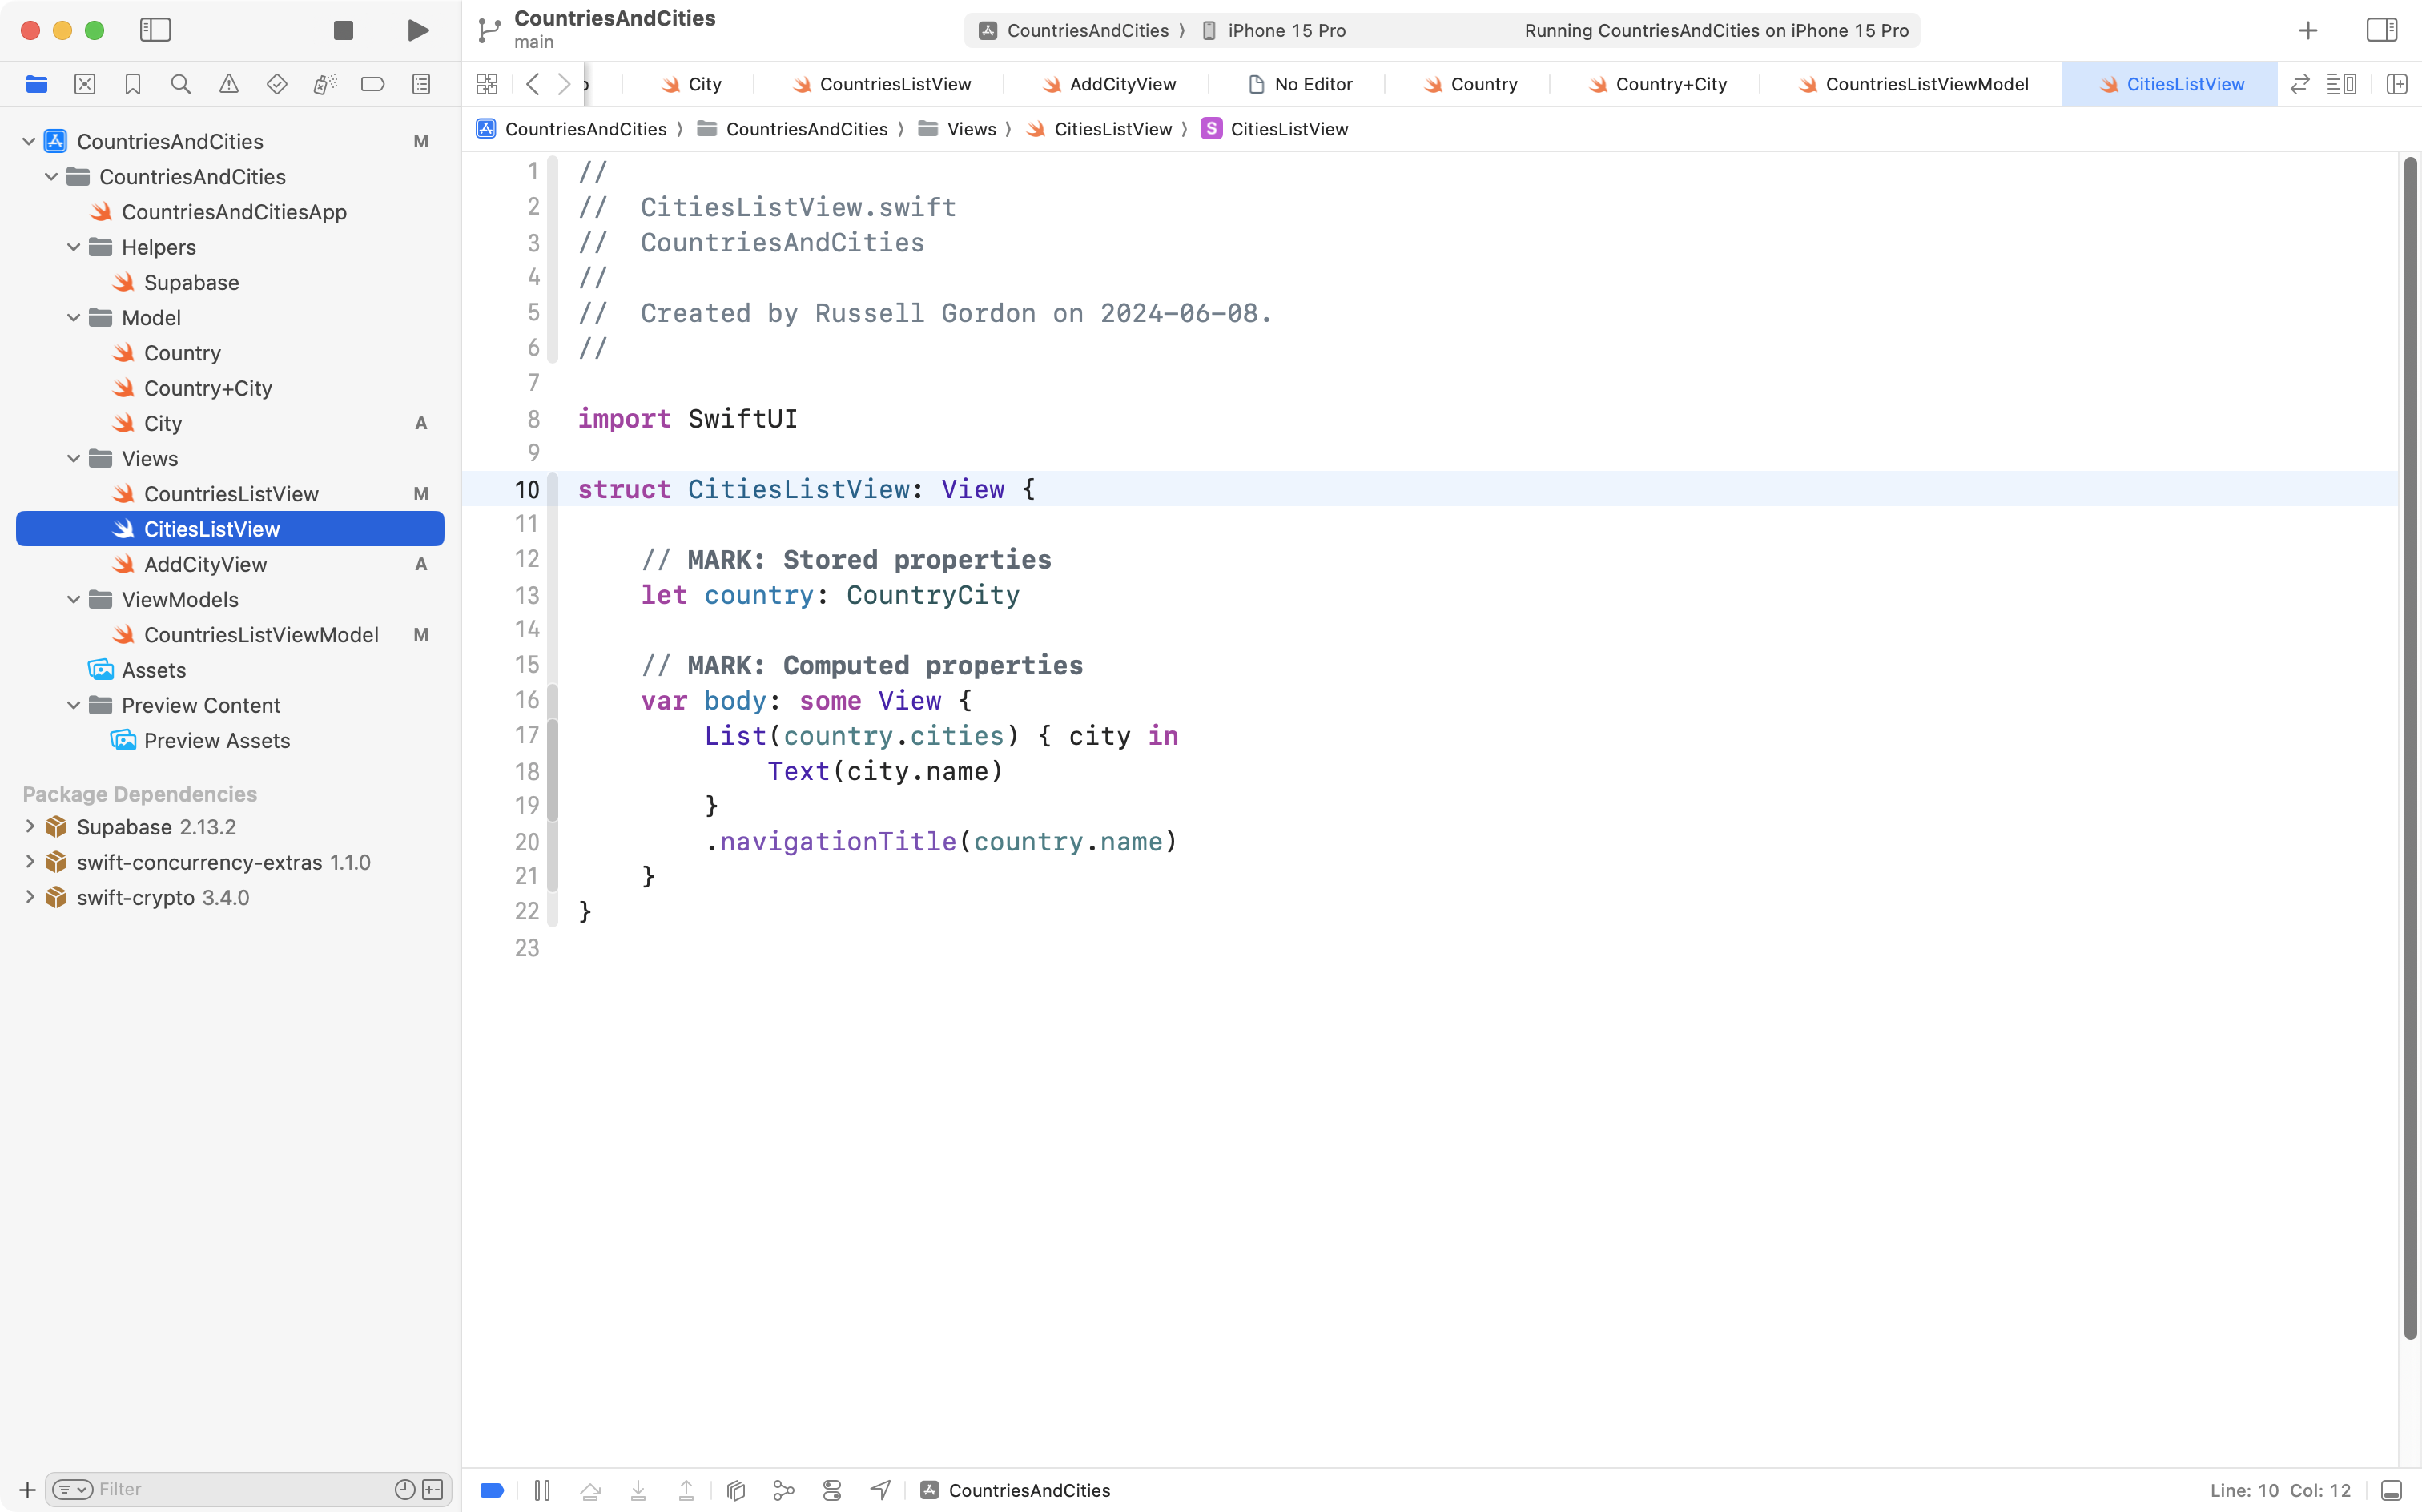 CountriesAndCities
main
CountriesAndCities
iPhone 15 Pro
Running CountriesAndCities on iPhone 15 Pro
City
CountriesListView
AddCityView
No Editor
Country
Country+City
CountriesListViewModel
CitiesListView
CountriesAndCities
CountriesAndCities
Views
CitiesListView
S
CitiesListView
CountriesAndCities M
CountriesAndCities
CountriesAndCitiesApp
Helpers
Supabase
Model
Country
Country+City
City A
Views
CountriesListView M
CitiesListView
AddCityView A
ViewModels
CountriesListViewModel M
Assets
Preview Content
Preview Assets
Package Dependencies
Supabase 2.13.2
swift-concurrency-extras 1.1.0
swift-crypto 3.4.0
Filter
1 //
2 //  CitiesListView.swift
3 //  CountriesAndCities
4 //
5 //  Created by Russell Gordon on 2024-06-08.
6 //
7
8 import SwiftUI
9
10 struct CitiesListView: View {
11
12     // MARK: Stored properties
13     let country: CountryCity
14
15     // MARK: Computed properties
16     var body: some View {
17         List(country.cities) { city in
18             Text(city.name)
19         }
20         .navigationTitle(country.name)
21     }
22 }
23
CountriesAndCities
Line: 10 Col: 12